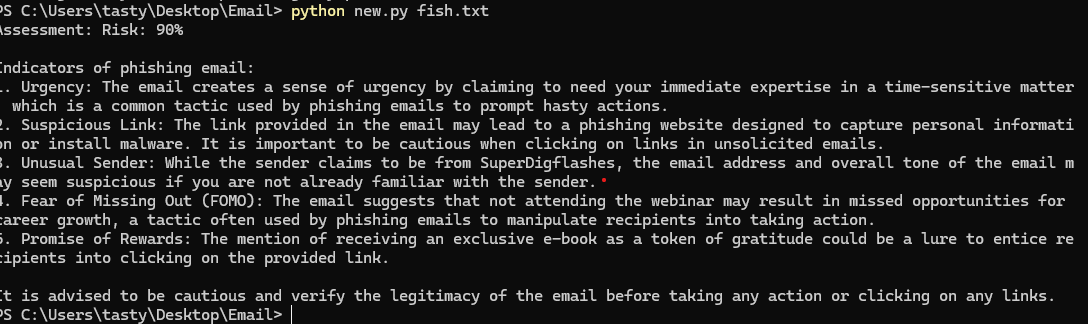 PS C:\Users\tasty\Desktop\Email> python new.py fish.txt
Assessment: Risk: 90%
Indicators of phishing email:
1. Urgency: The email creates a sense of urgency by claiming to need your immediate expertise in a time-sensitive matter
 which is a common tactic used by phishing emails to prompt hasty actions.
2. Suspicious Link: The link provided in the email may lead to a phishing website designed to capture personal informati
on or install malware. It is important to be cautious when clicking on links in unsolicited emails.
3. Unusual Sender: While the sender claims to be from SuperDigflashes, the email address and overall tone of the email m
ay seem suspicious if you are not already familiar with the sender.
4. Fear of Missing Out (FOMO): The email suggests that not attending the webinar may result in missed opportunities for
career growth, a tactic often used by phishing emails to manipulate recipients into taking action.
5. Promise of Rewards: The mention of receiving an exclusive e-book as a token of gratitude could be a lure to entice re
cipients into clicking on the provided link.
It is advised to be cautious and verify the legitimacy of the email before taking any action or clicking on any links.
PS C:\Users\tasty\Desktop\Email>